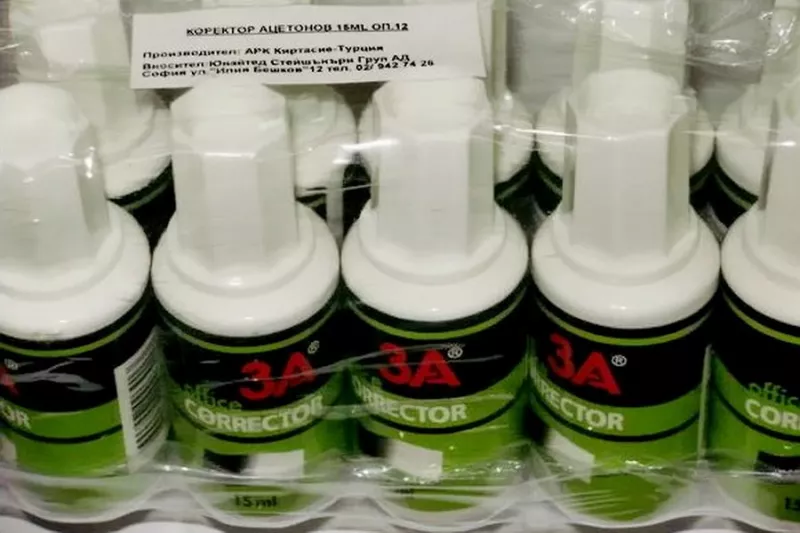 КОРЕКТОР АЦЕТОНОВ 15ML ОП.12
Производител: АРК Киртасие-Турция
Вносител: Юнайтед Стейшънъри Груп АД
София ул."Илия Бешков"12 тел. 02/ 942 74 26
3A®
office
CORRECTOR
15ml
3A®
CORRECTOR
3A®
CORRECTOR
office